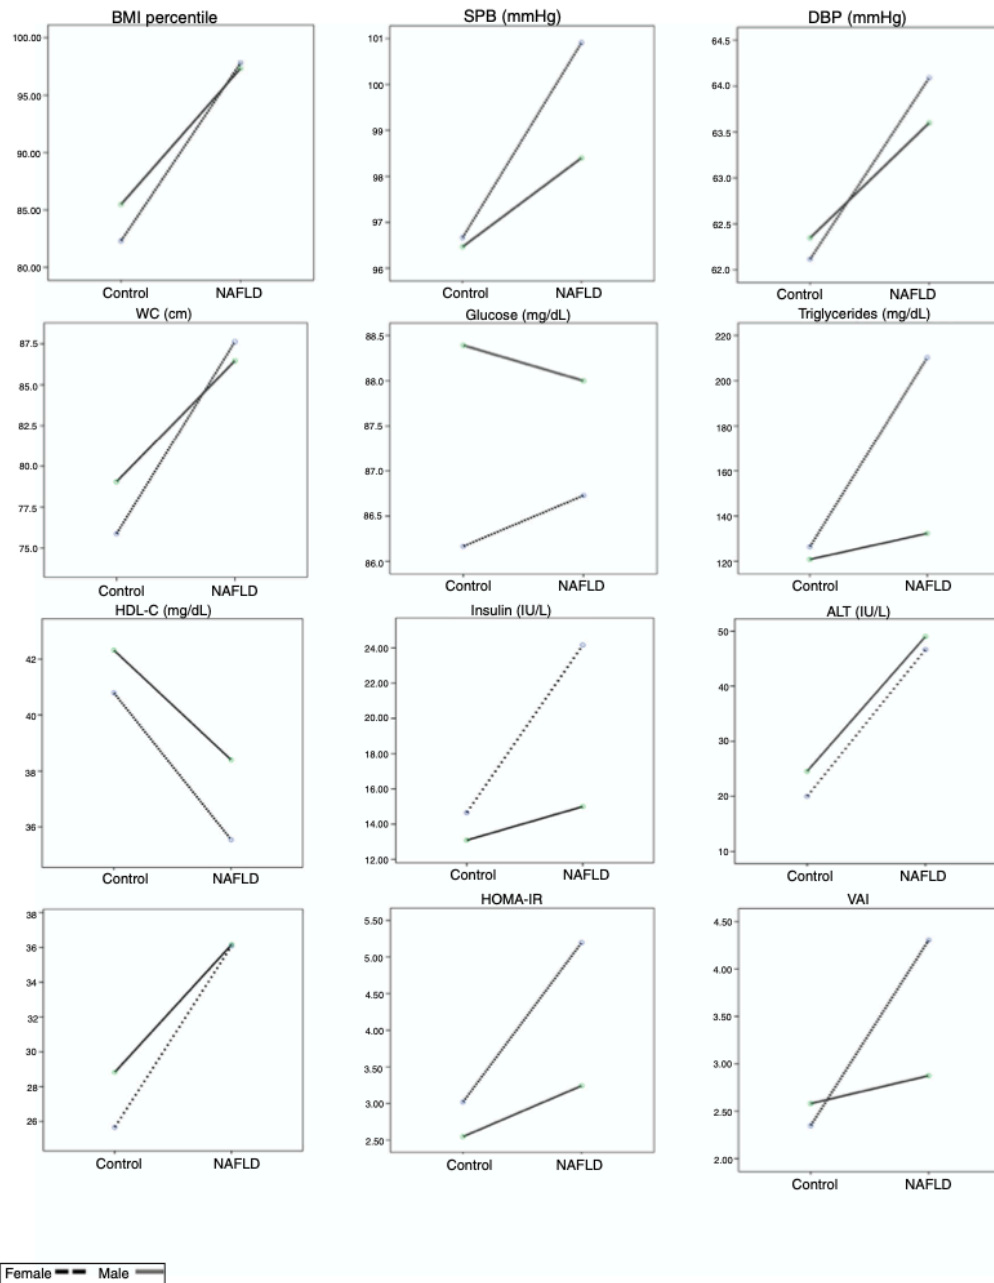 BMI percentile
100.00
95.00
90.00
85.00
80.00
Control NAFLD
SPB (mmHg)
101
100
99
98
97
96
Control NAFLD
DBP (mmHg)
64.5
64.0
63.5
63.0
62.5
62.0
Control NAFLD
WC (cm)
87.5
85.0
82.5
80.0
77.5
75.0
Control NAFLD
Glucose (mg/dL)
88.5
88.0
87.5
87.0
86.5
86.0
Control NAFLD
Triglycerides (mg/dL)
220
200
180
160
140
120
Control NAFLD
HDL-C (mg/dL)
42
40
38
36
Control NAFLD
Insulin (IU/L)
24.00
22.00
20.00
18.00
16.00
14.00
12.00
Control NAFLD
ALT (IU/L)
50
40
30
20
10
Control NAFLD
38
36
34
32
30
28
26
Control NAFLD
HOMA-IR
5.50
5.00
4.50
4.00
3.50
3.00
2.50
Control NAFLD
VAI
4.50
4.00
3.50
3.00
2.50
2.00
Control NAFLD
Female Male